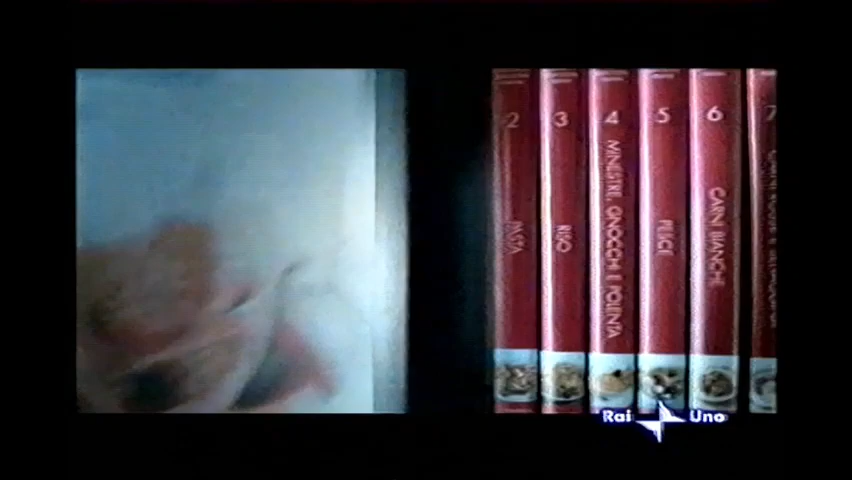 2
PASTA
3
RISO
4
MINESTRE, GNOCCHI E POLENTA
5
PESCE
6
CARNI BIANCHE
7
Rai Uno